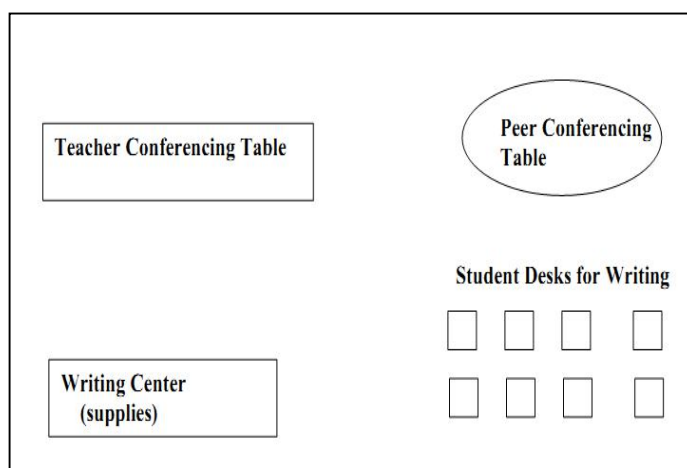 Teacher Conferencing Table
Peer Conferencing
Table
Student Desks for Writing
Writing Center
(supplies)